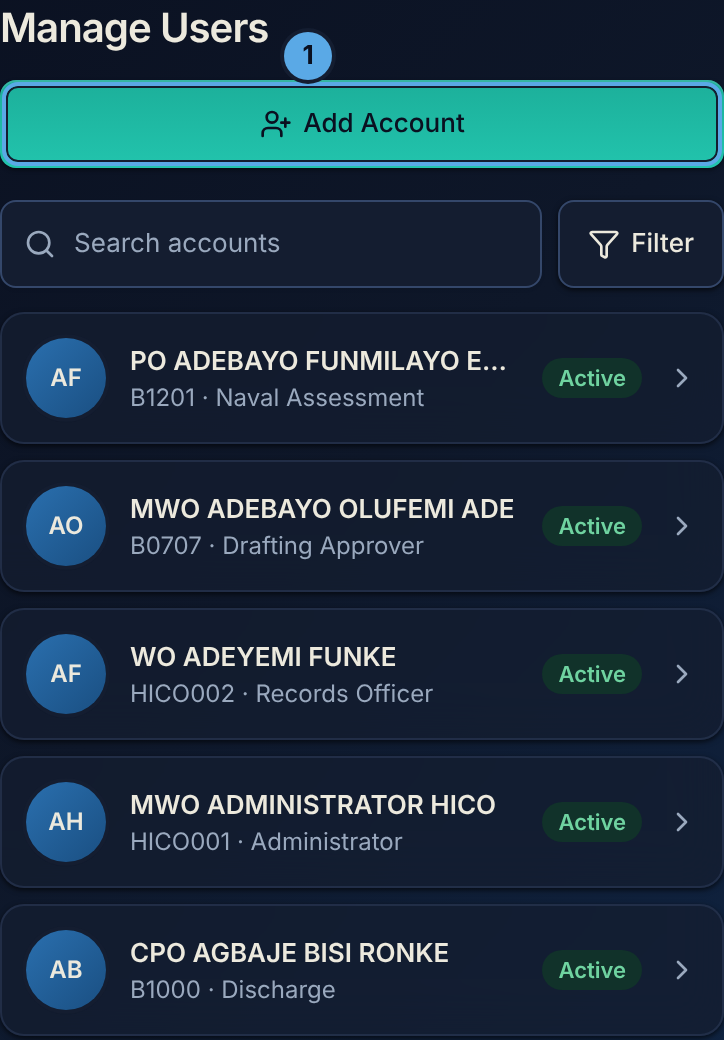 Manage Users
1
Add Account
Search accounts
Filter
AF
PO ADEBAYO FUNMILAYO E...
B1201 · Naval Assessment
Active
AO
MWO ADEBAYO OLUFEMI ADE
B0707 · Drafting Approver
Active
AF
WO ADEYEMI FUNKE
HICO002 · Records Officer
Active
AH
MWO ADMINISTRATOR HICO
HICO001 · Administrator
Active
AB
CPO AGBAJE BISI RONKE
B1000 · Discharge
Active